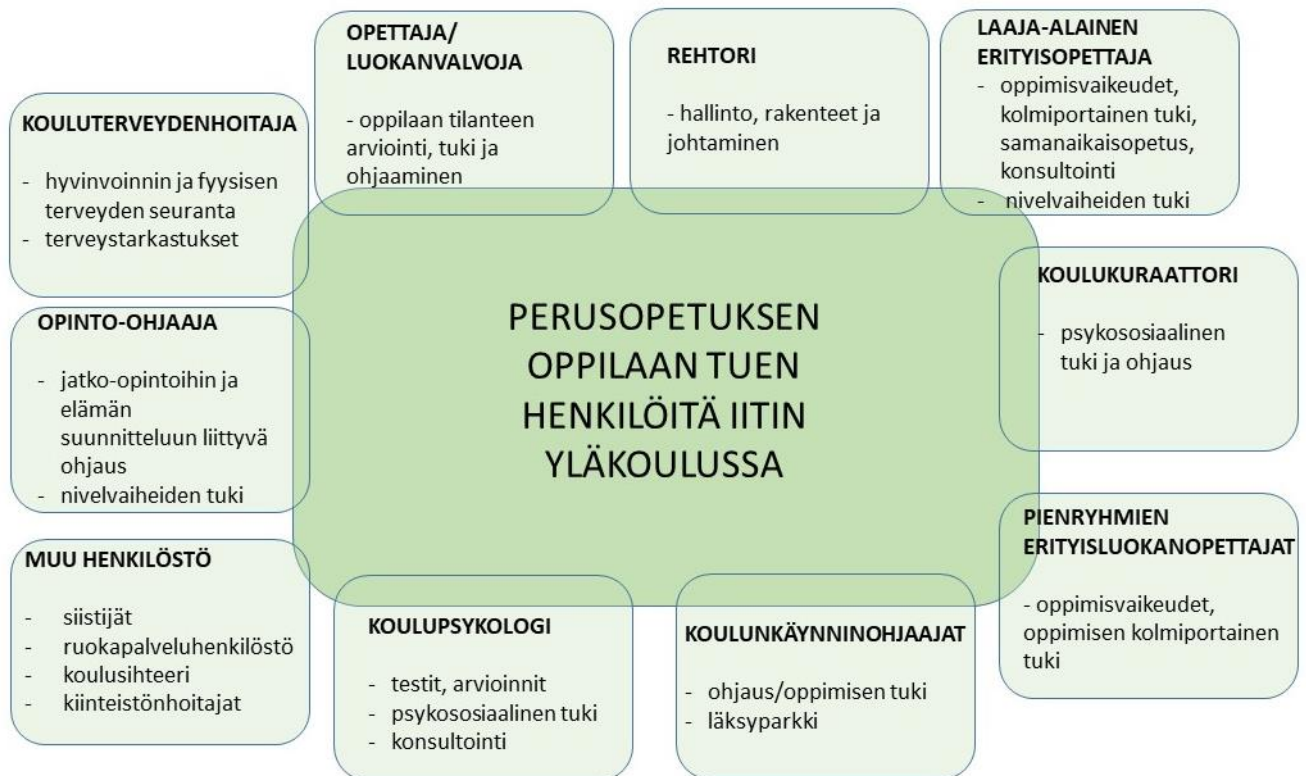 OPETTAJA/
LUOKANVALVOJA
- oppilaan tilanteen
arviointi, tuki ja
ohjaaminen
REHTORI
- hallinto, rakenteet ja
johtaminen
LAAJA-ALAINEN
ERITYISOPETTAJA
- oppimisvaikeudet,
kolmiportainen tuki,
samanaikaisopetus,
konsultointi
- nivelvaiheiden tuki
KOULUTERVEYDENHOITAJA
- hyvinvoinnin ja fyysisen
terveyden seuranta
- terveystarkastukset
KOULUKURAATTORI
- psykososiaalinen
tuki ja ohjaus
OPINTO-OHJAAJA
- jatko-opintoihin ja
elämän
suunnitteluun liittyvä
ohjaus
- nivelvaiheiden tuki
PERUSOPETUKSEN
OPPILAAN TUEN
HENKILÖITÄ IITIN
YLÄKOULUSSA
PIENRYHMIEN
ERITYISLUOKANOPETTAJAT
- oppimisvaikeudet,
oppimisen kolmiportainen
tuki
MUU HENKILÖSTÖ
- siistijät
- ruokapalveluhenkilöstö
- koulusihteeri
- kiinteistönhoitajat
KOULUPSYKOLOGI
- testit, arvioinnit
- psykososiaalinen tuki
- konsultointi
KOULUNKÄYNNINOHJAAJAT
- ohjaus/oppimisen tuki
- läksyparkki